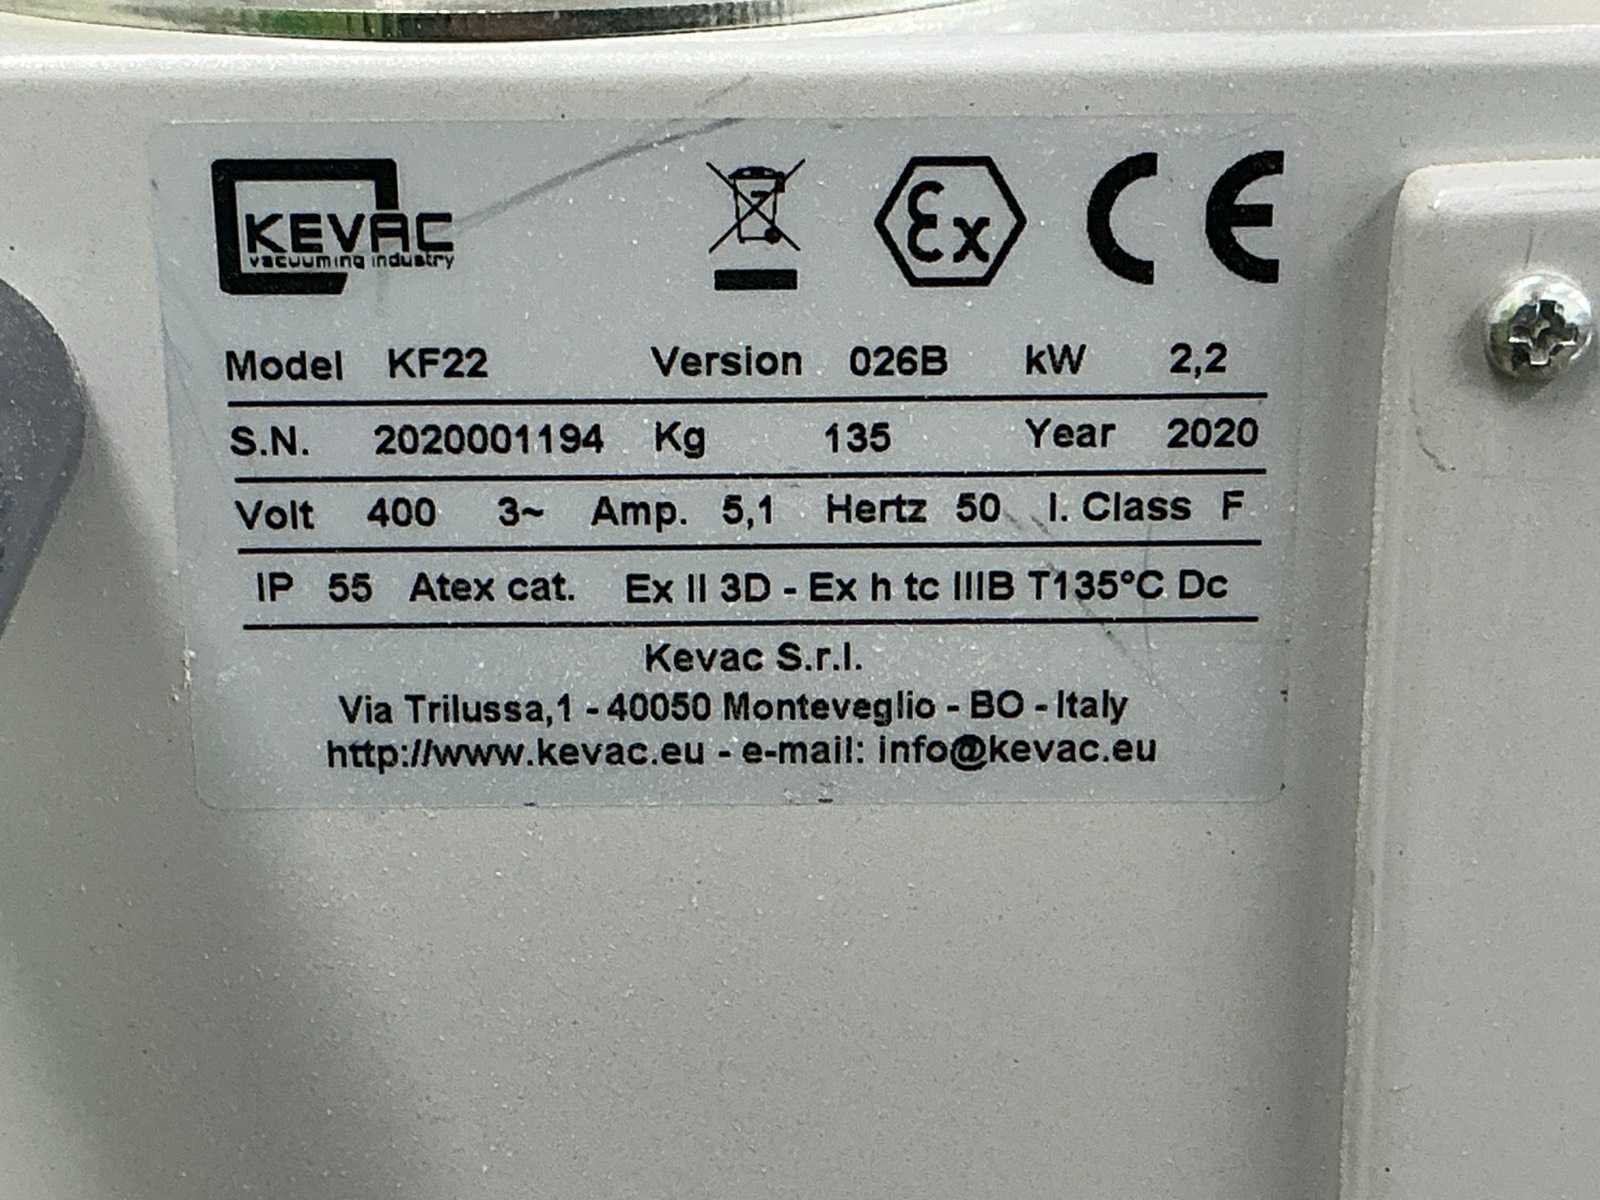 KEVAC
vacuuming industry
Ex CE
Model KF22 Version 026B kW 2,2
S.N. 2020001194 Kg 135 Year 2020
Volt 400 3~ Amp. 5,1 Hertz 50 I. Class F
IP 55 Atex cat. Ex II 3D - Ex h tc IIIB T135°C Dc
Kevac S.r.l.
Via Trilussa,1 - 40050 Monteveglio - BO - Italy
http://www.kevac.eu - e-mail: info@kevac.eu